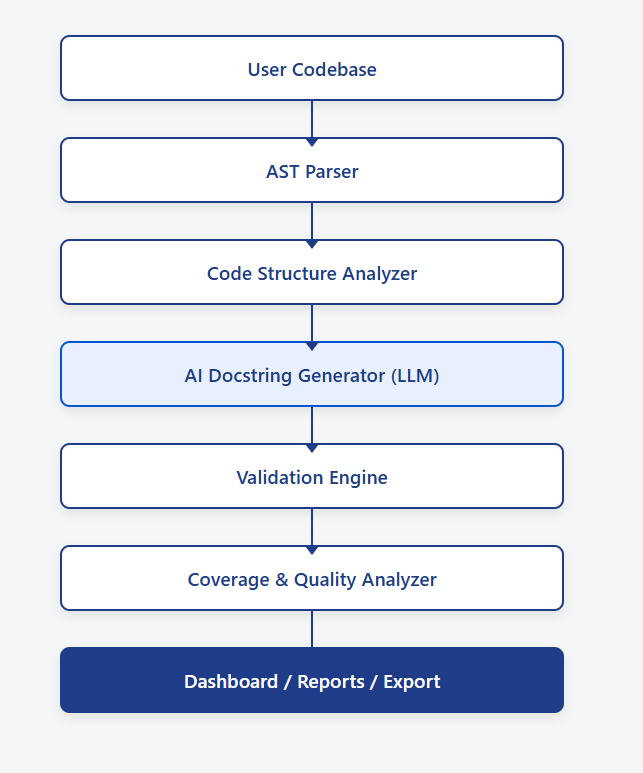 User Codebase
AST Parser
Code Structure Analyzer
AI Docstring Generator (LLM)
Validation Engine
Coverage & Quality Analyzer
Dashboard / Reports / Export